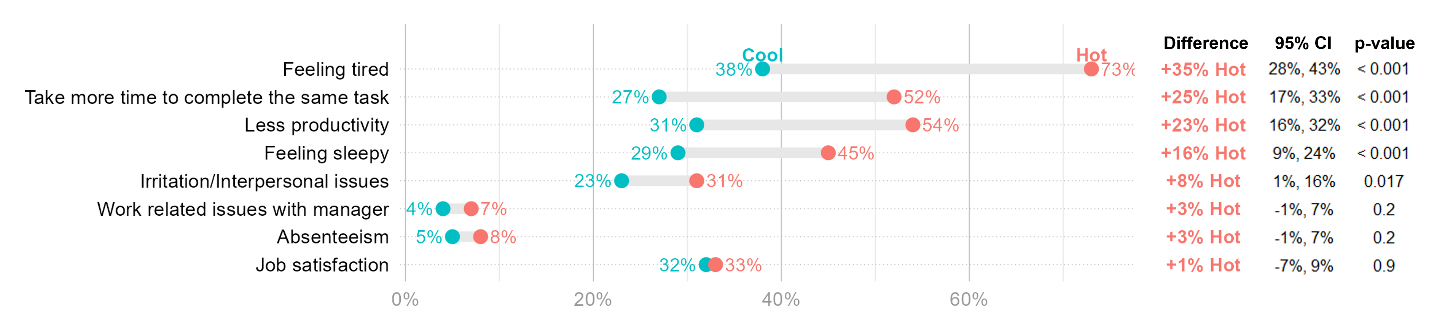 Cool Hot Difference 95% CI p-value
Feeling tired 38% 73% +35% Hot 28%, 43% < 0.001
Take more time to complete the same task 27% 52% +25% Hot 17%, 33% < 0.001
Less productivity 31% 54% +23% Hot 16%, 32% < 0.001
Feeling sleepy 29% 45% +16% Hot 9%, 24% < 0.001
Irritation/Interpersonal issues 23% 31% +8% Hot 1%, 16% 0.017
Work related issues with manager 4% 7% +3% Hot -1%, 7% 0.2
Absenteeism 5% 8% +3% Hot -1%, 7% 0.2
Job satisfaction 32% 33% +1% Hot -7%, 9% 0.9
0% 20% 40% 60%